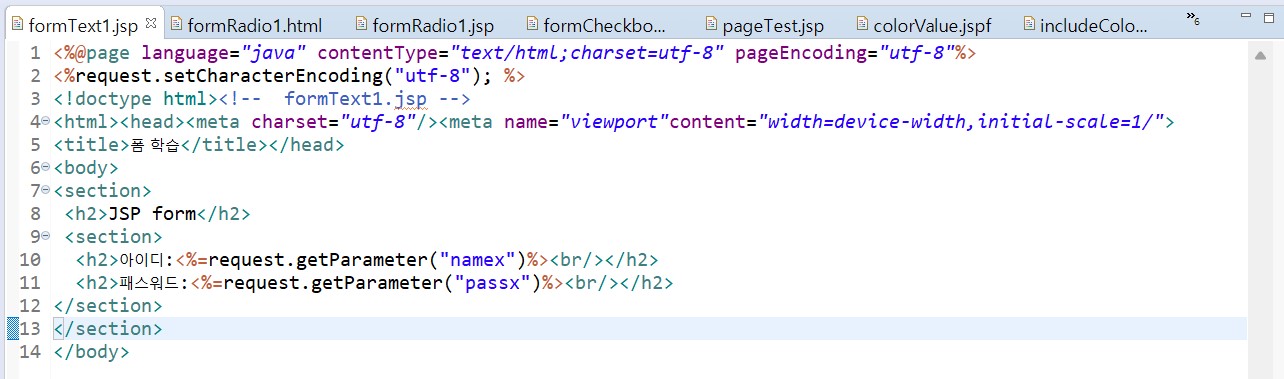 formText1.jsp formRadio1.html formRadio1.jsp formCheckbo... pageTest.jsp colorValue.jspf includeColo... »6
1 <%@page language="java" contentType="text/html;charset=utf-8" pageEncoding="utf-8"%>
2 <%request.setCharacterEncoding("utf-8"); %>
3 <!doctype html><!--  formText1.jsp -->
4 <html><head><meta charset="utf-8"/><meta name="viewport"content="width=device-width,initial-scale=1/">
5 <title>폼 학습</title></head>
6 <body>
7 <section>
8  <h2>JSP form</h2>
9  <section>
10   <h2>아이디:<%=request.getParameter("namex")%><br/></h2>
11   <h2>패스워드:<%=request.getParameter("passx")%><br/></h2>
12 </section>
13 </section>
14 </body>